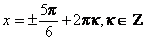 x = ±5π/6 + 2πκ, κ ∈ Z